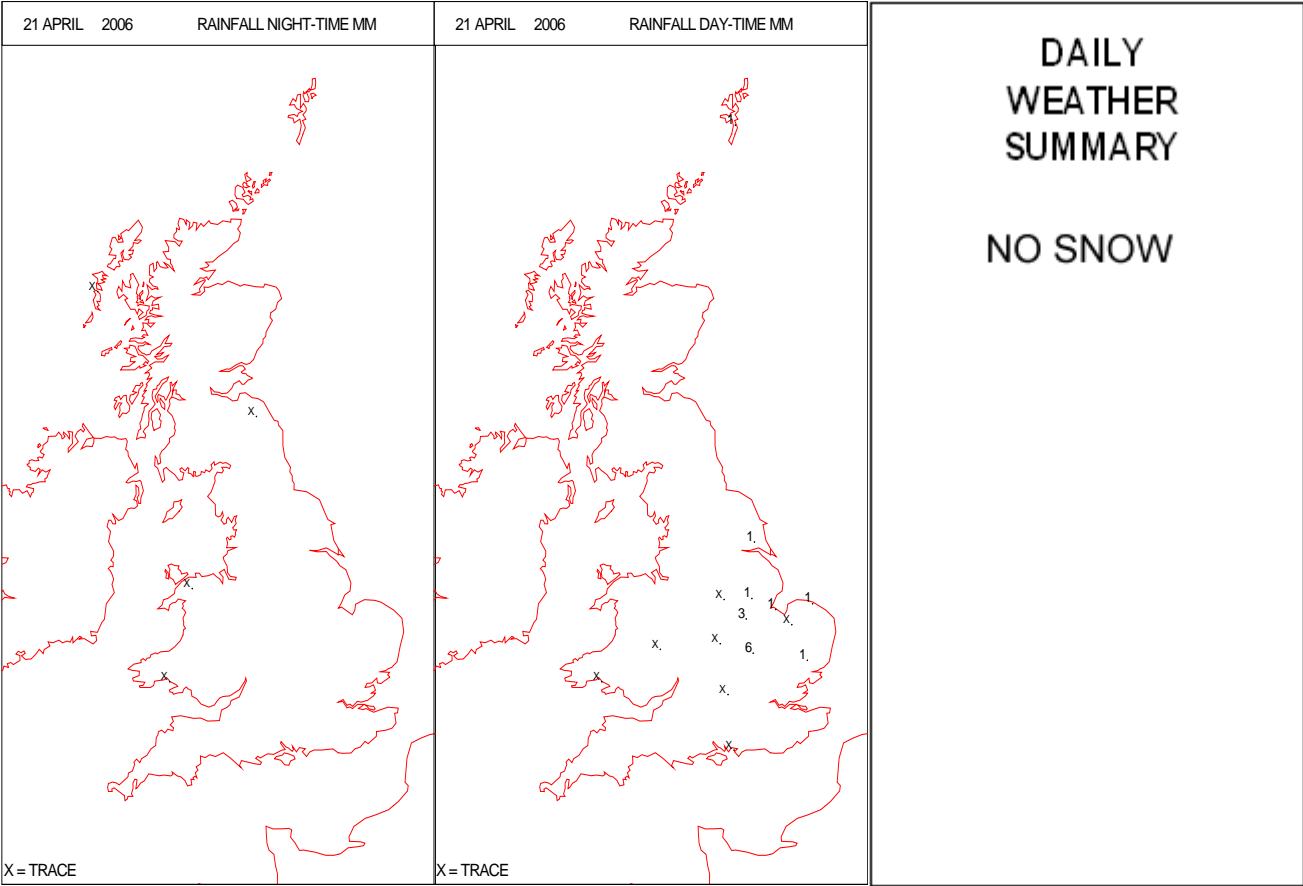 21 APRIL 2006 RAINFALL NIGHT-TIME MM
X
X.
X.
X.
X = TRACE
21 APRIL 2006 RAINFALL DAY-TIME MM
1.
1.
X.
1.
1.
1.
3.
X.
X.
X.
6.
1.
X.
X.
X.
X = TRACE
DAILY
WEATHER
SUMMARY
NO SNOW